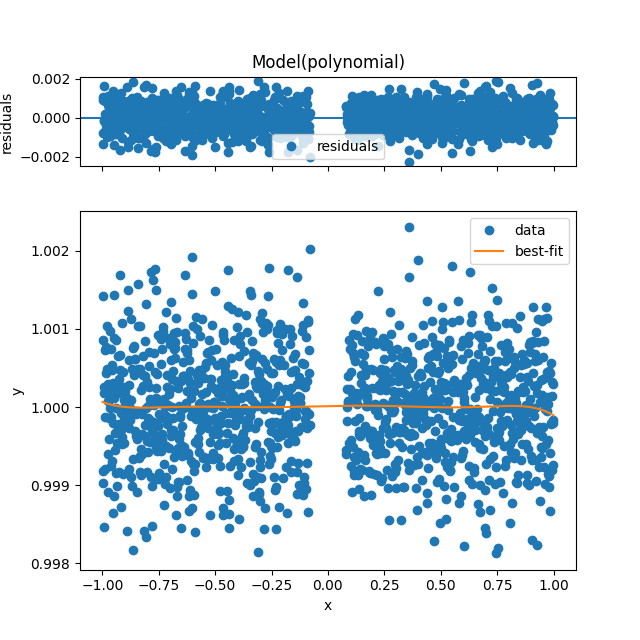 Model(polynomial)
0.002
0.000
−0.002
residuals
residuals
1.002
1.001
1.000
0.999
0.998
y
data
best-fit
−1.00 −0.75 −0.50 −0.25 0.00 0.25 0.50 0.75 1.00
x